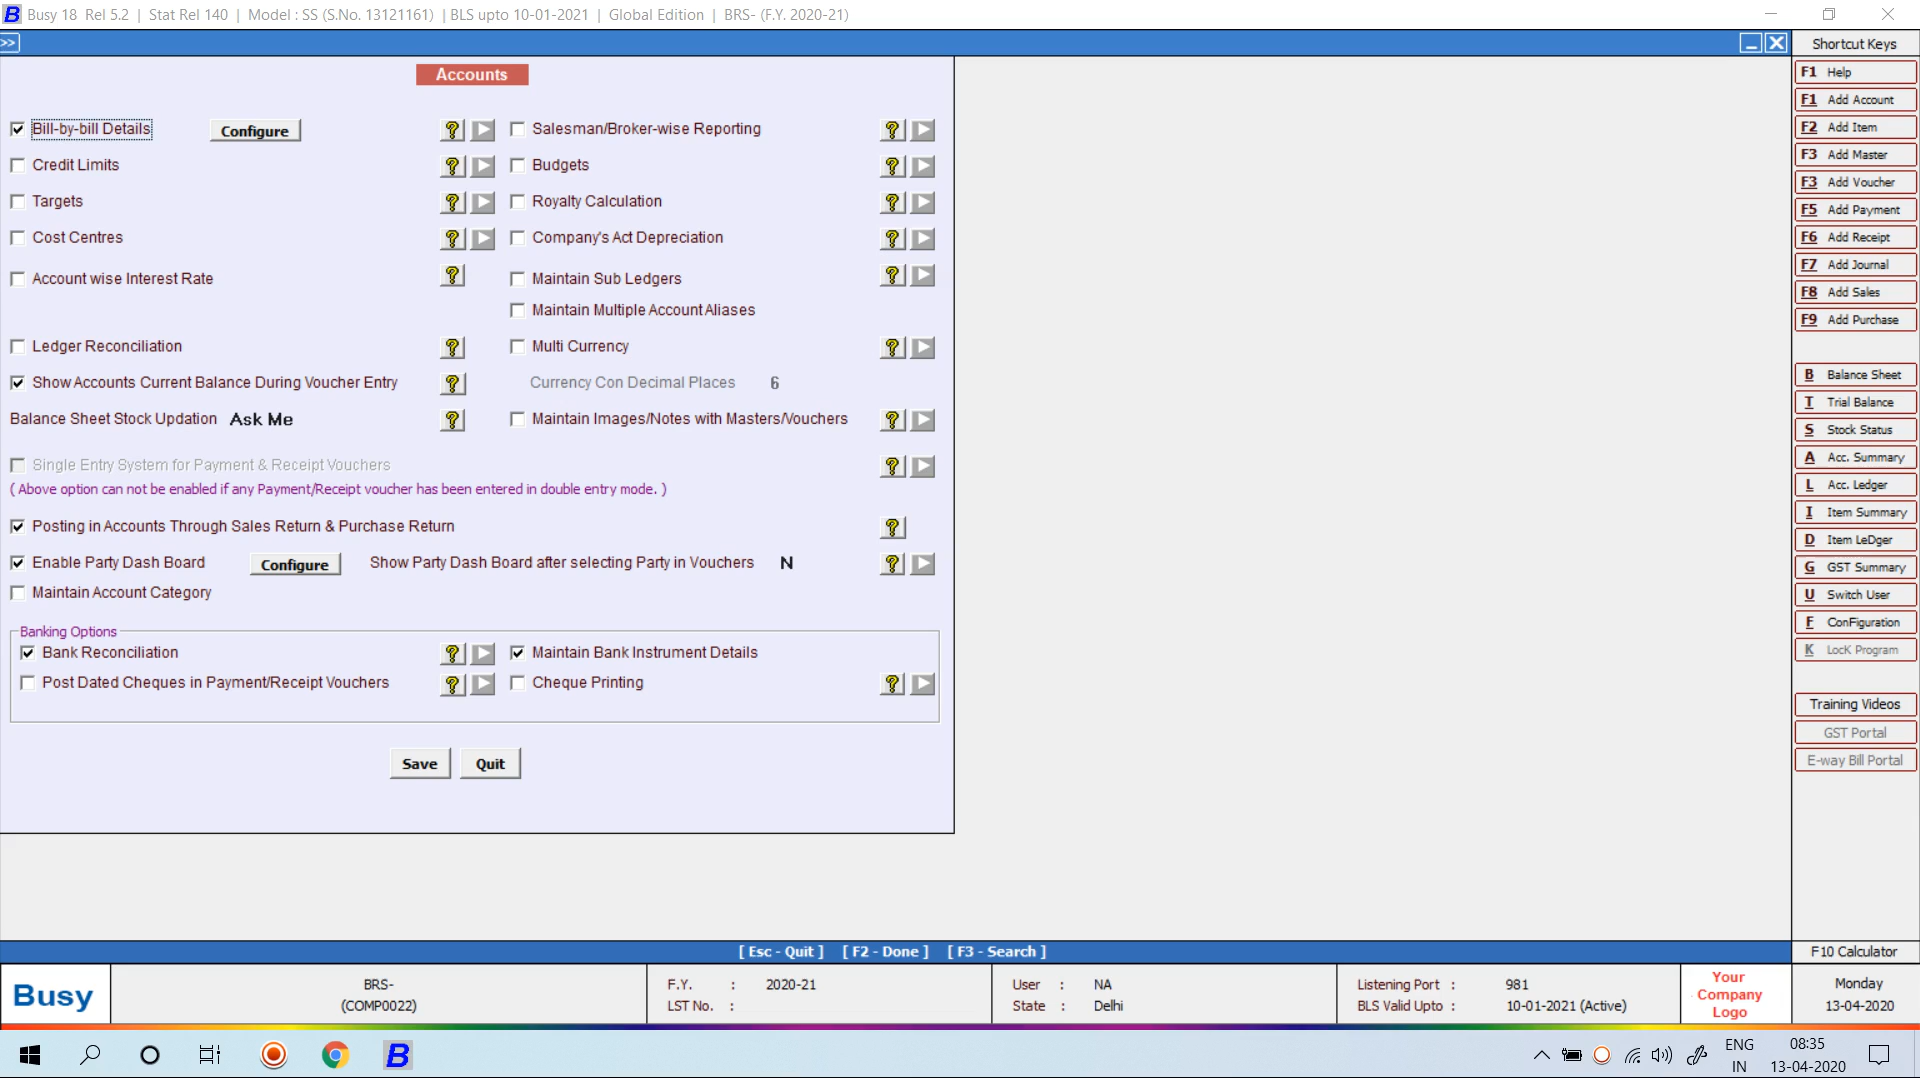 Busy 18 Rel 5.2 | Stat Rel 140 | Model : SS (S.No. 13121161) | BLS upto 10-01-2021 | Global Edition | BRS- (F.Y. 2020-21)
>>
Shortcut Keys
Accounts
Bill-by-bill Details Configure ? Salesman/Broker-wise Reporting ?
Credit Limits ? Budgets ?
Targets ? Royalty Calculation ?
Cost Centres ? Company's Act Depreciation ?
Account wise Interest Rate ? Maintain Sub Ledgers ?
Maintain Multiple Account Aliases
Ledger Reconciliation ? Multi Currency ?
Show Accounts Current Balance During Voucher Entry ? Currency Con Decimal Places 6
Balance Sheet Stock Updation Ask Me ? Maintain Images/Notes with Masters/Vouchers ?
Single Entry System for Payment & Receipt Vouchers ?
( Above option can not be enabled if any Payment/Receipt voucher has been entered in double entry mode. )
Posting in Accounts Through Sales Return & Purchase Return ?
Enable Party Dash Board Configure Show Party Dash Board after selecting Party in Vouchers N ?
Maintain Account Category
Banking Options
Bank Reconciliation ? Maintain Bank Instrument Details
Post Dated Cheques in Payment/Receipt Vouchers ? Cheque Printing ?
Save Quit
F1 Help
F1 Add Account
F2 Add Item
F3 Add Master
F3 Add Voucher
F5 Add Payment
F6 Add Receipt
F7 Add Journal
F8 Add Sales
F9 Add Purchase
B Balance Sheet
T Trial Balance
S Stock Status
A Acc. Summary
L Acc. Ledger
I Item Summary
D Item LeDger
G GST Summary
U Switch User
F ConFiguration
K LocK Program
Training Videos
GST Portal
E-way Bill Portal
[ Esc - Quit ] [ F2 - Done ] [ F3 - Search ]
F10 Calculator
Busy
BRS-
(COMP0022)
F.Y. : 2020-21
LST No. :
User : NA
State : Delhi
Listening Port : 981
BLS Valid Upto : 10-01-2021 (Active)
Your
Company
Logo
Monday
13-04-2020
ENG
IN
08:35
13-04-2020